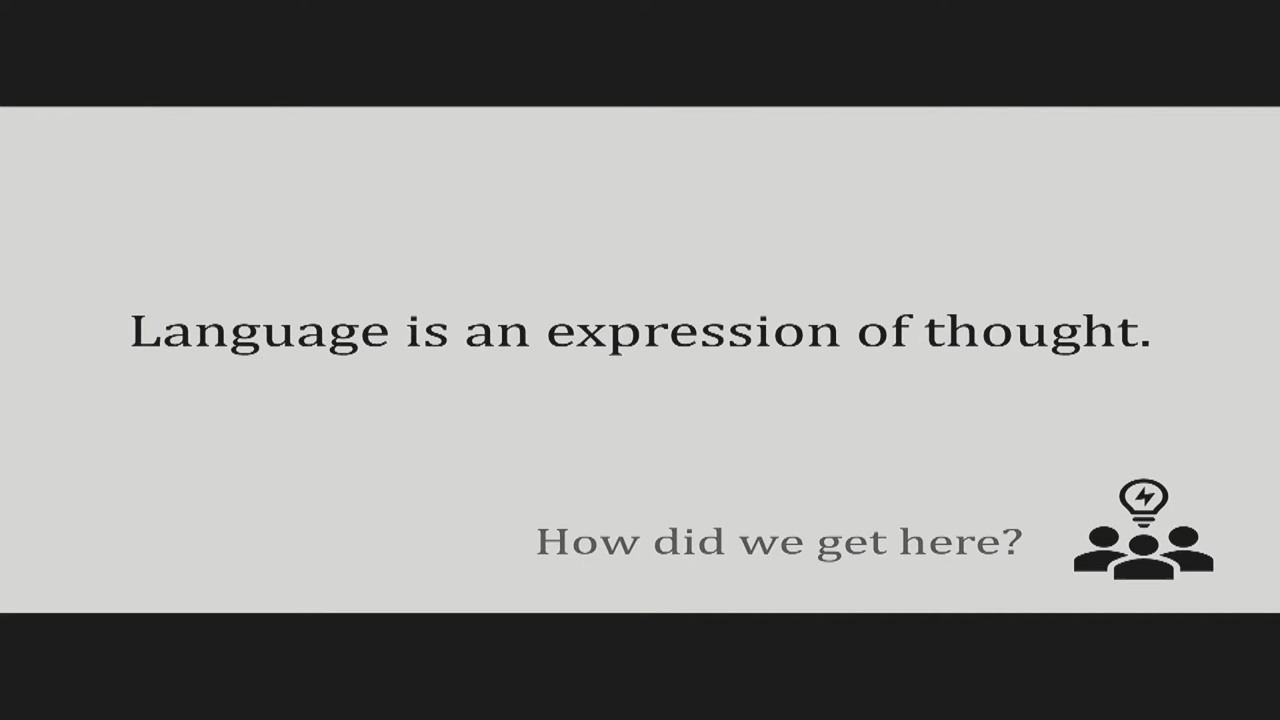 Language is an expression of thought.
How did we get here?